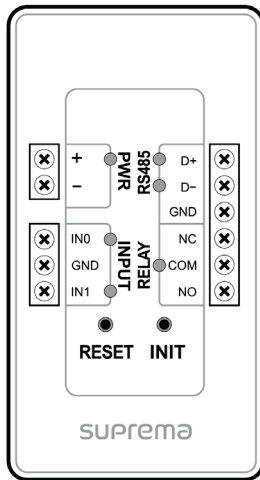 + PWR RS485 D+
− D−
GND
IN0 INPUT RELAY NC
GND COM
IN1 NO
RESET INIT
suprema